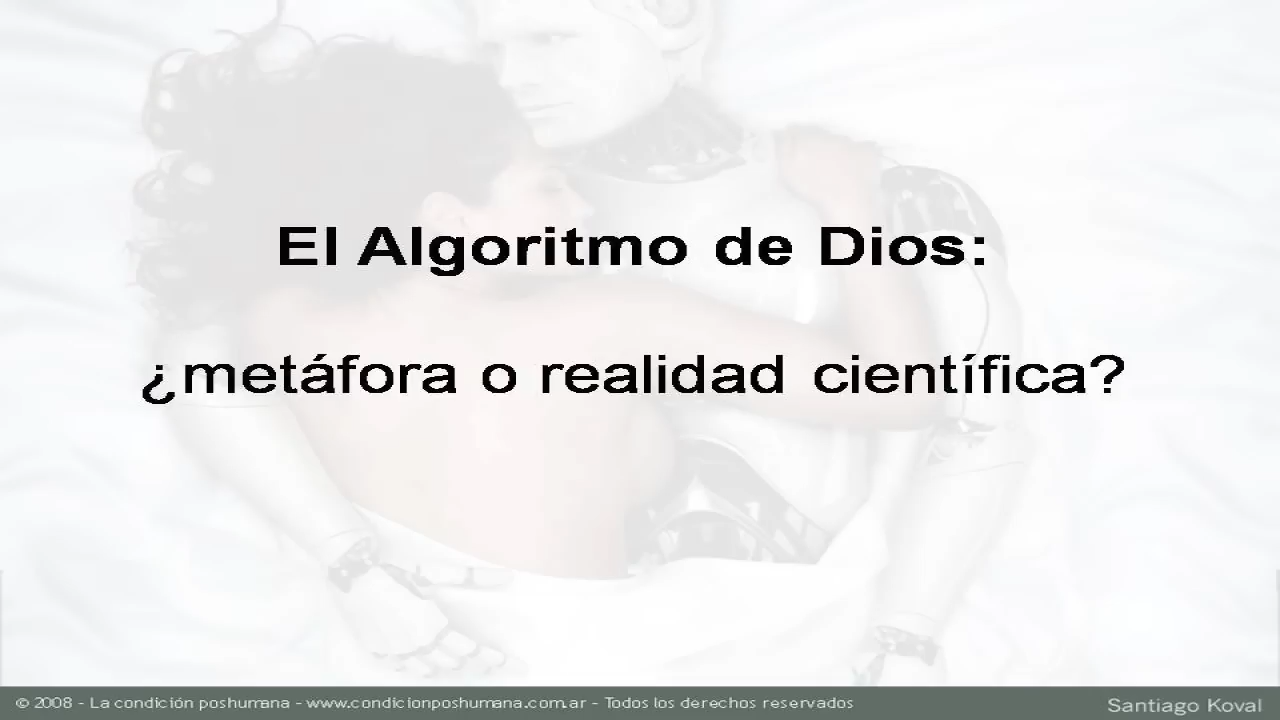 El Algoritmo de Dios:
¿metáfora o realidad científica?
© 2008 - La condición poshumana - www.condicionposhumana.com.ar - Todos los derechos reservados
Santiago Koval